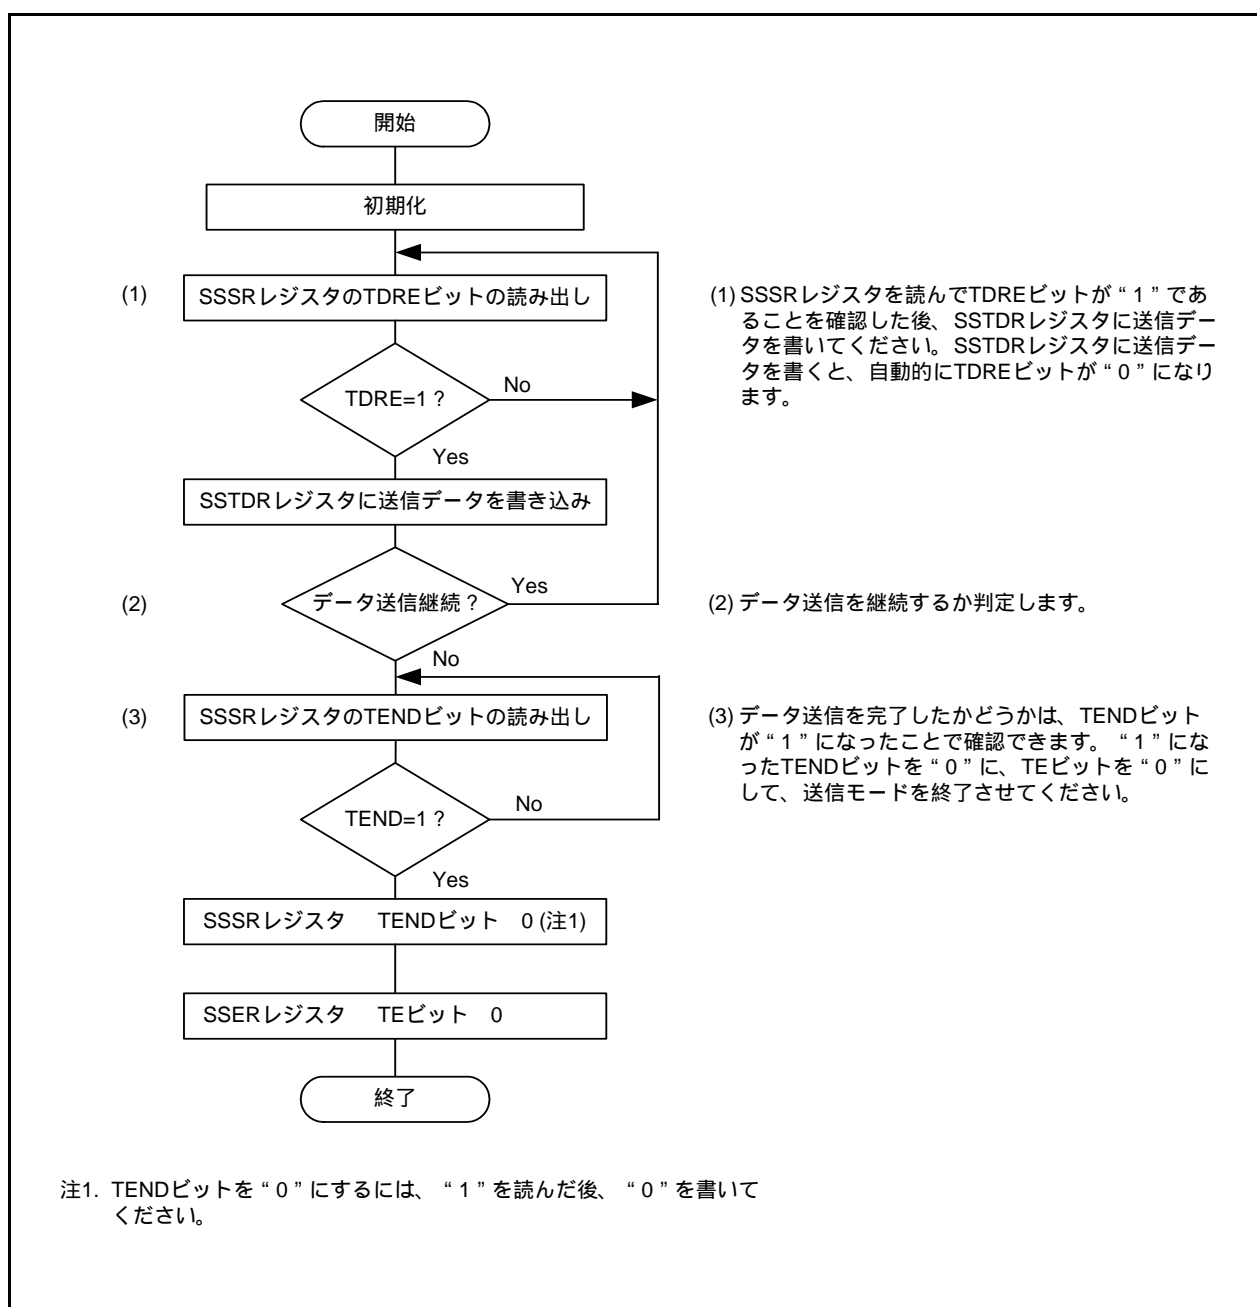 開始
初期化
(1)
SSSRレジスタのTDREビットの読み出し
TDRE=1 ?
No
Yes
SSTDRレジスタに送信データを書き込み
(2)
データ送信継続 ?
Yes
No
(3)
SSSRレジスタのTENDビットの読み出し
TEND=1 ?
No
Yes
SSSRレジスタ TENDビット 0 (注1)
SSERレジスタ TEビット 0
終了
(1) SSSRレジスタを読んでTDREビットが “ 1 ” であ
ることを確認した後、SSTDRレジスタに送信デー
タを書いてください。SSTDRレジスタに送信デー
タを書くと、自動的にTDREビットが “ 0 ” になり
ます。
(2) データ送信を継続するか判定します。
(3) データ送信を完了したかどうかは、TENDビット
が “ 1 ” になったことで確認できます。 “ 1 ” にな
ったTENDビットを “ 0 ” に、TEビットを “ 0 ” に
して、送信モードを終了させてください。
注1. TENDビットを “ 0 ” にするには、 “ 1 ” を読んだ後、 “ 0 ” を書いて
ください。